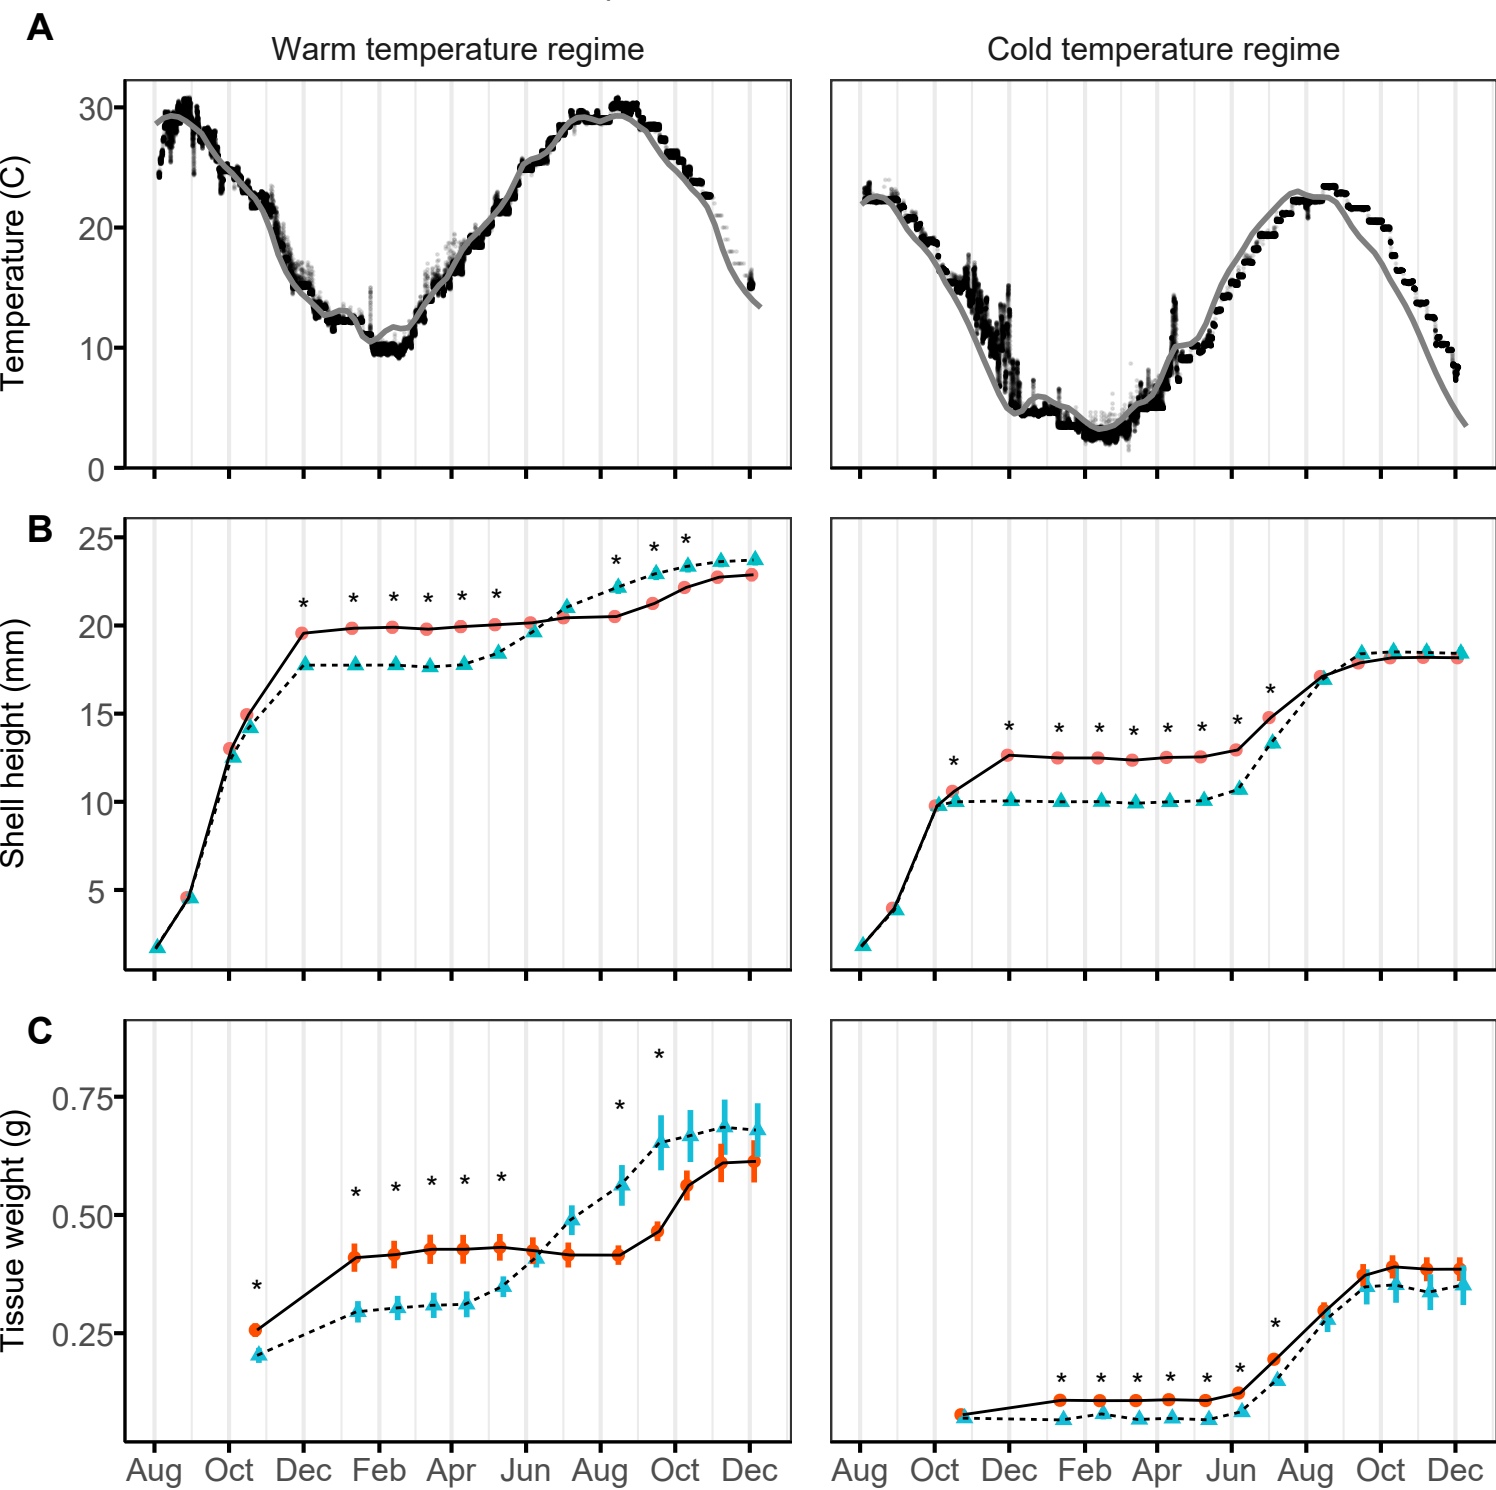 A
Warm temperature regime
Cold temperature regime
Temperature (C)
30
20
10
0
B
Shell height (mm)
25
20
15
10
5
* * * * * * * * *
* * * * * * * * *
C
Tissue weight (g)
0.75
0.50
0.25
* * * * * * * *
* * * * * * *
Aug Oct Dec Feb Apr Jun Aug Oct Dec
Aug Oct Dec Feb Apr Jun Aug Oct Dec